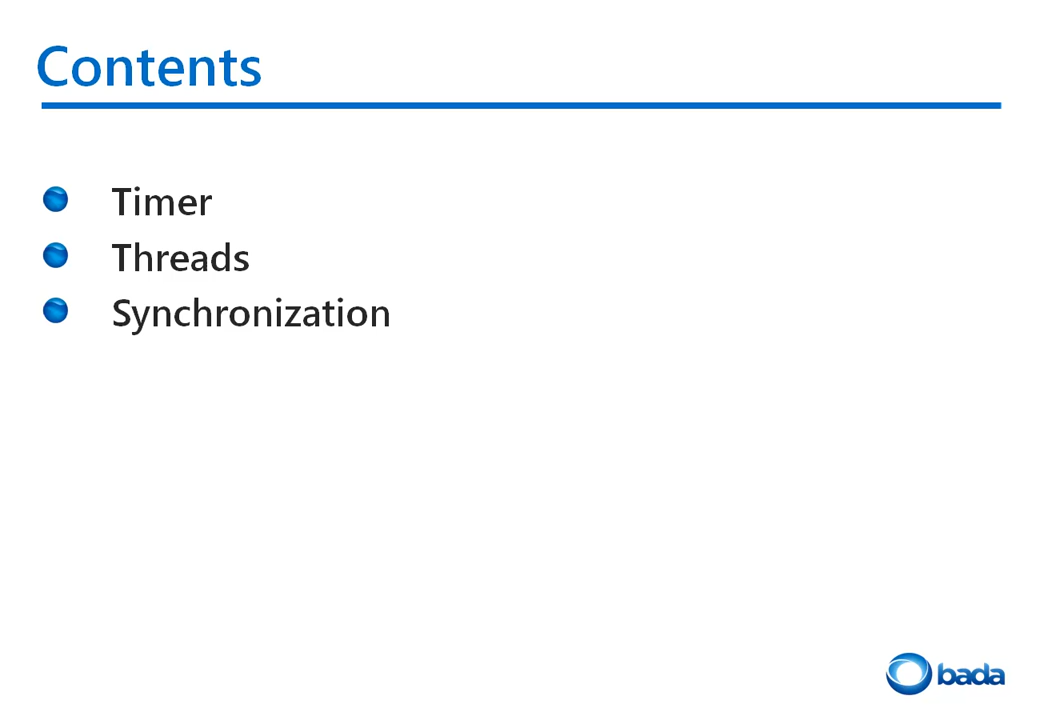 Contents
Timer
Threads
Synchronization
bada